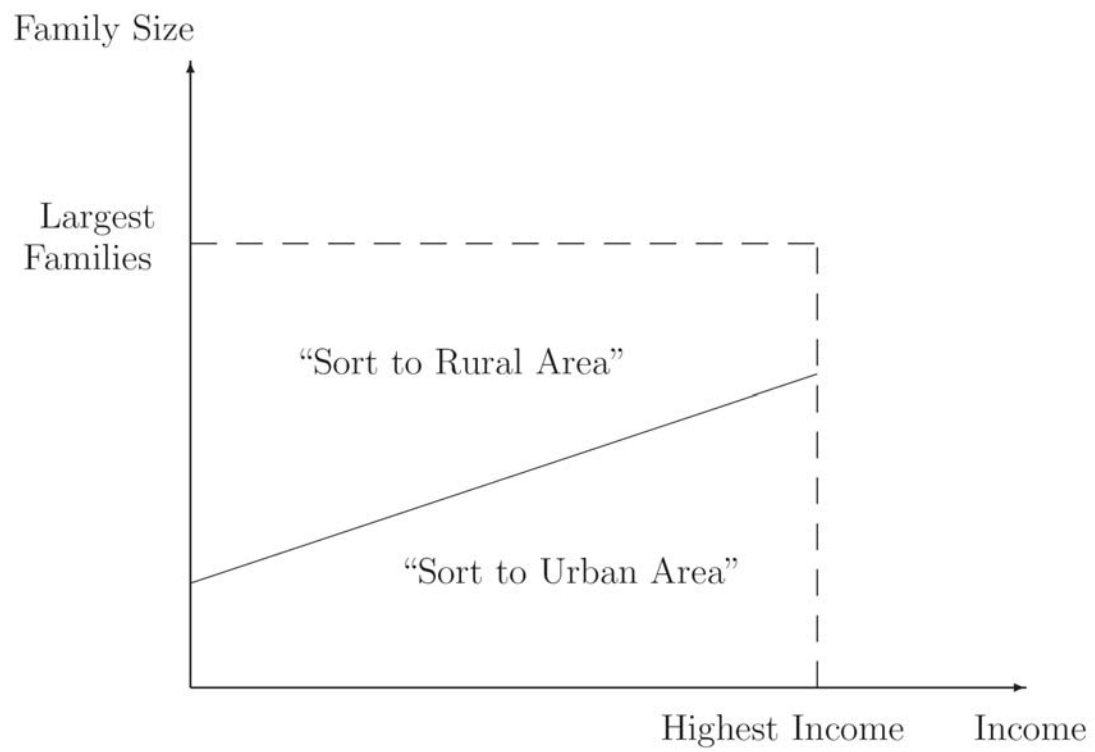 Family Size
Largest
Families
“Sort to Rural Area”
“Sort to Urban Area”
Highest Income
Income